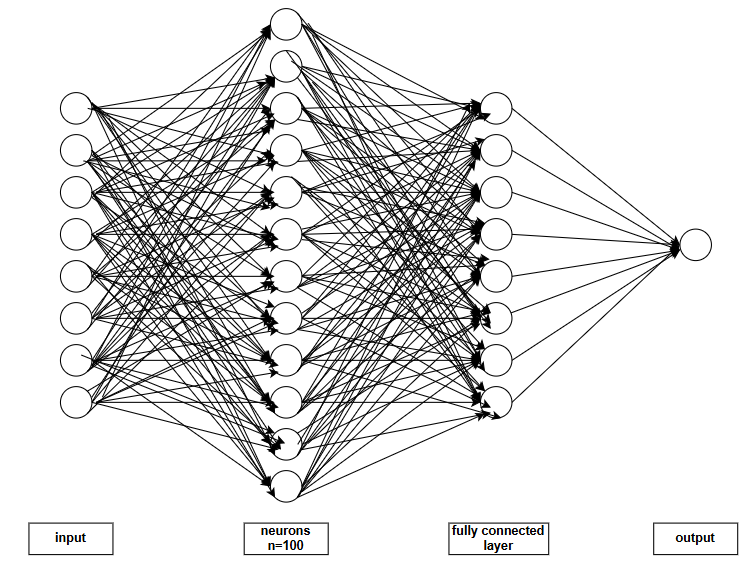 input
neurons
n=100
fully connected
layer
output